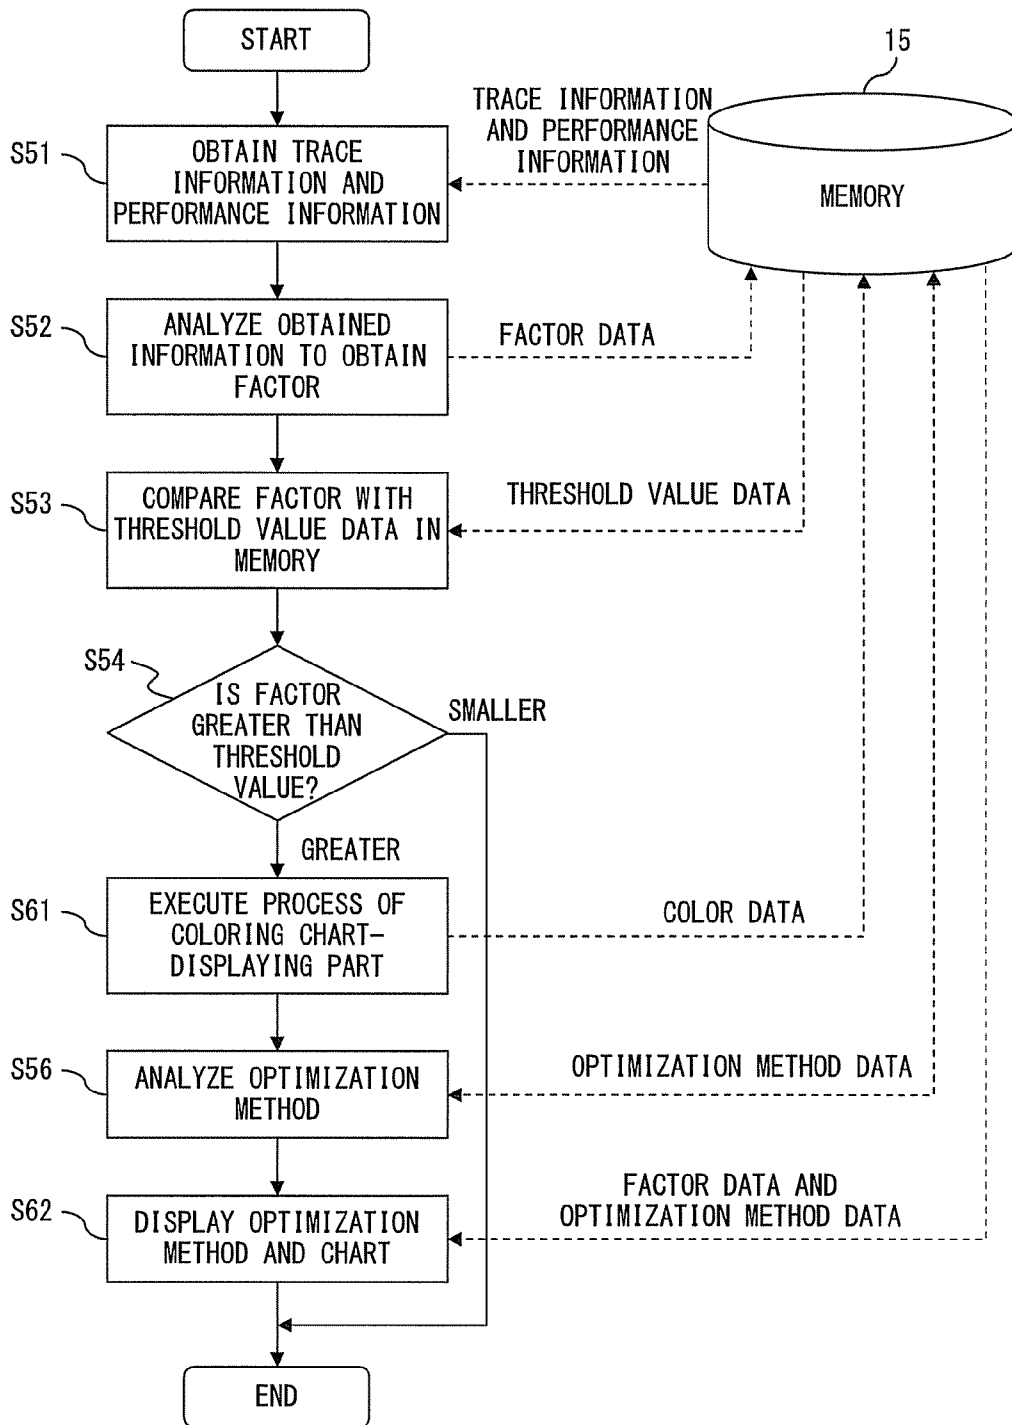 START
15
TRACE INFORMATION
AND PERFORMANCE
INFORMATION
S51
OBTAIN TRACE
INFORMATION AND
PERFORMANCE INFORMATION
MEMORY
S52
ANALYZE OBTAINED
INFORMATION TO OBTAIN
FACTOR
FACTOR DATA
S53
COMPARE FACTOR WITH
THRESHOLD VALUE DATA IN
MEMORY
THRESHOLD VALUE DATA
S54
IS FACTOR
GREATER THAN
THRESHOLD
VALUE?
SMALLER
GREATER
S61
EXECUTE PROCESS OF
COLORING CHART-
DISPLAYING PART
COLOR DATA
S56
ANALYZE OPTIMIZATION
METHOD
OPTIMIZATION METHOD DATA
S62
DISPLAY OPTIMIZATION
METHOD AND CHART
FACTOR DATA AND
OPTIMIZATION METHOD DATA
END